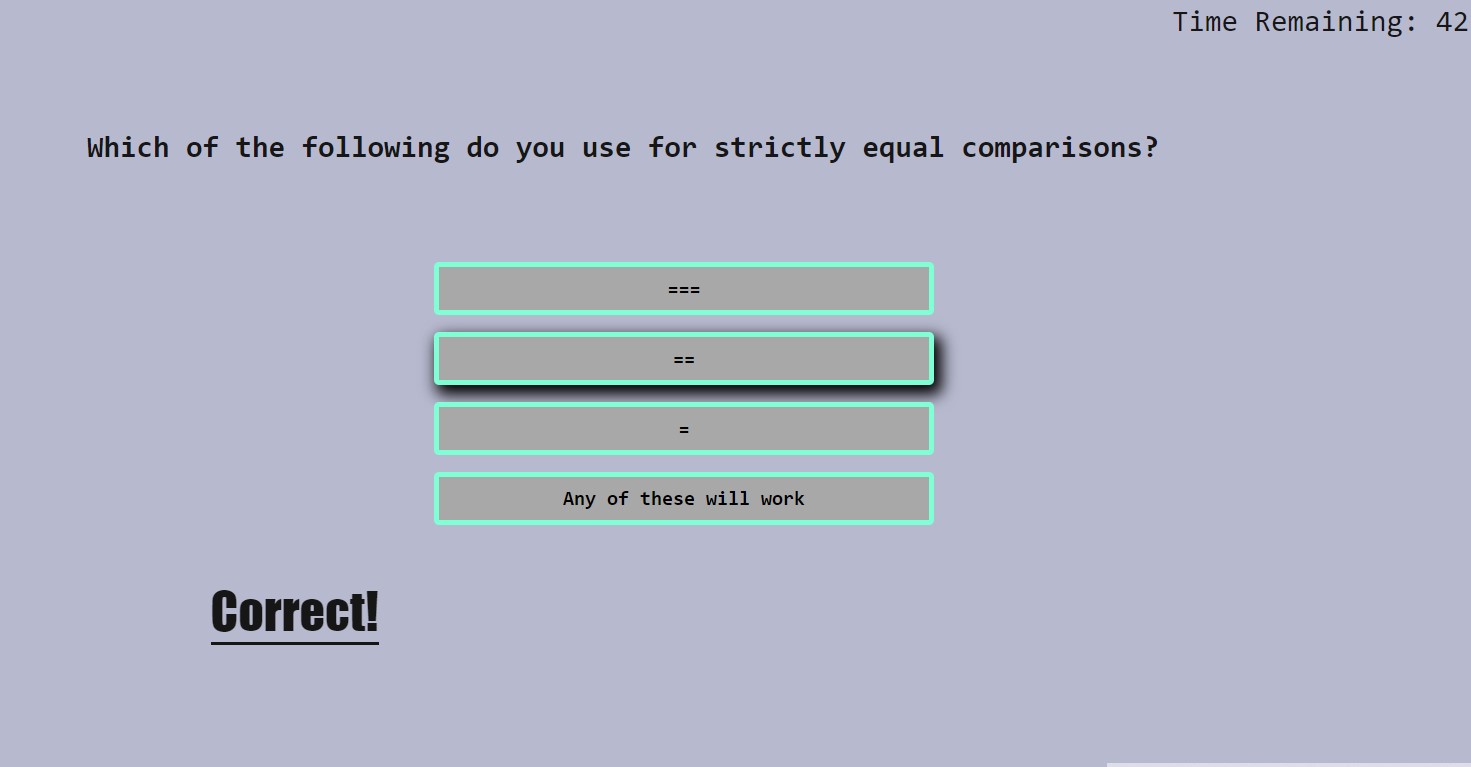 Time Remaining: 42
Which of the following do you use for strictly equal comparisons?
===
==
=
Any of these will work
Correct!